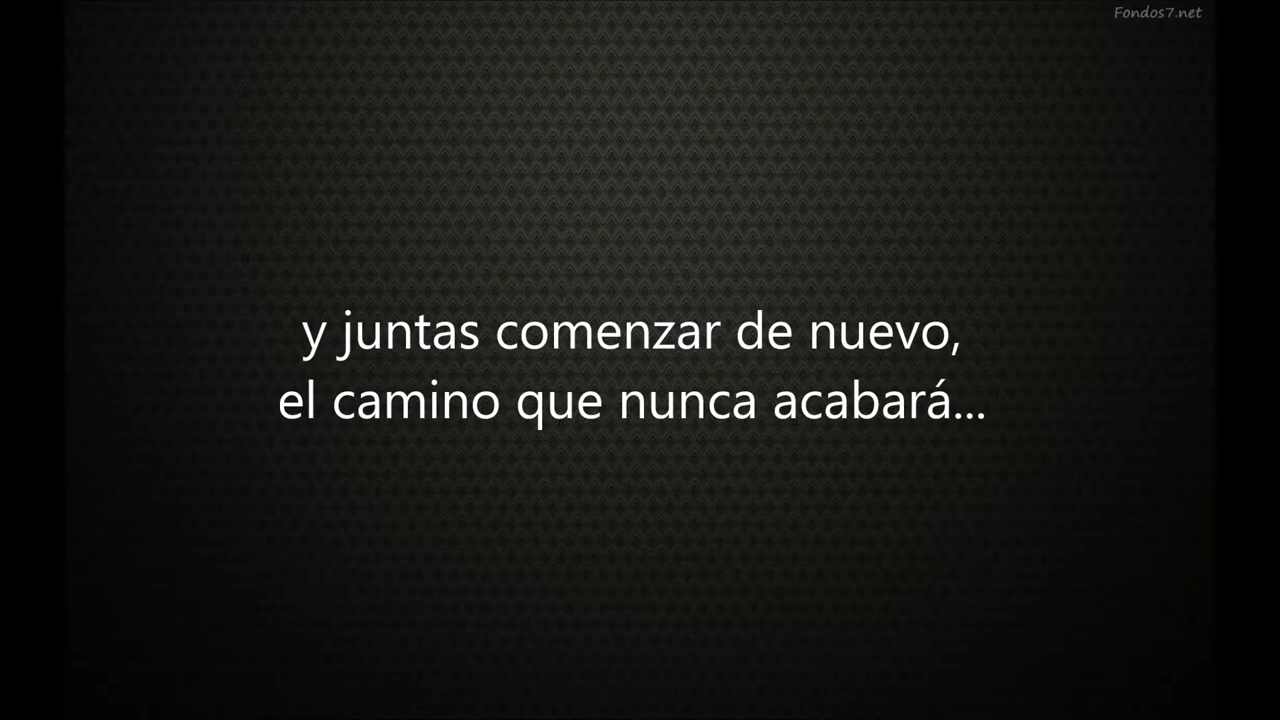 Fondos7.net
y juntas comenzar de nuevo,
el camino que nunca acabará...